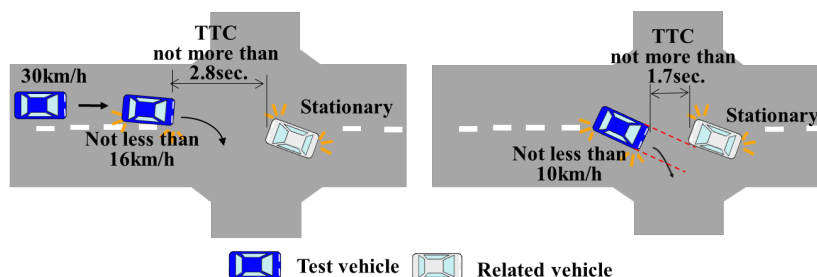 TTC
not more than
2.8sec.
30km/h
Stationary
Not less than
16km/h
TTC
not more than
1.7sec.
Stationary
Not less than
10km/h
Test vehicle
Related vehicle